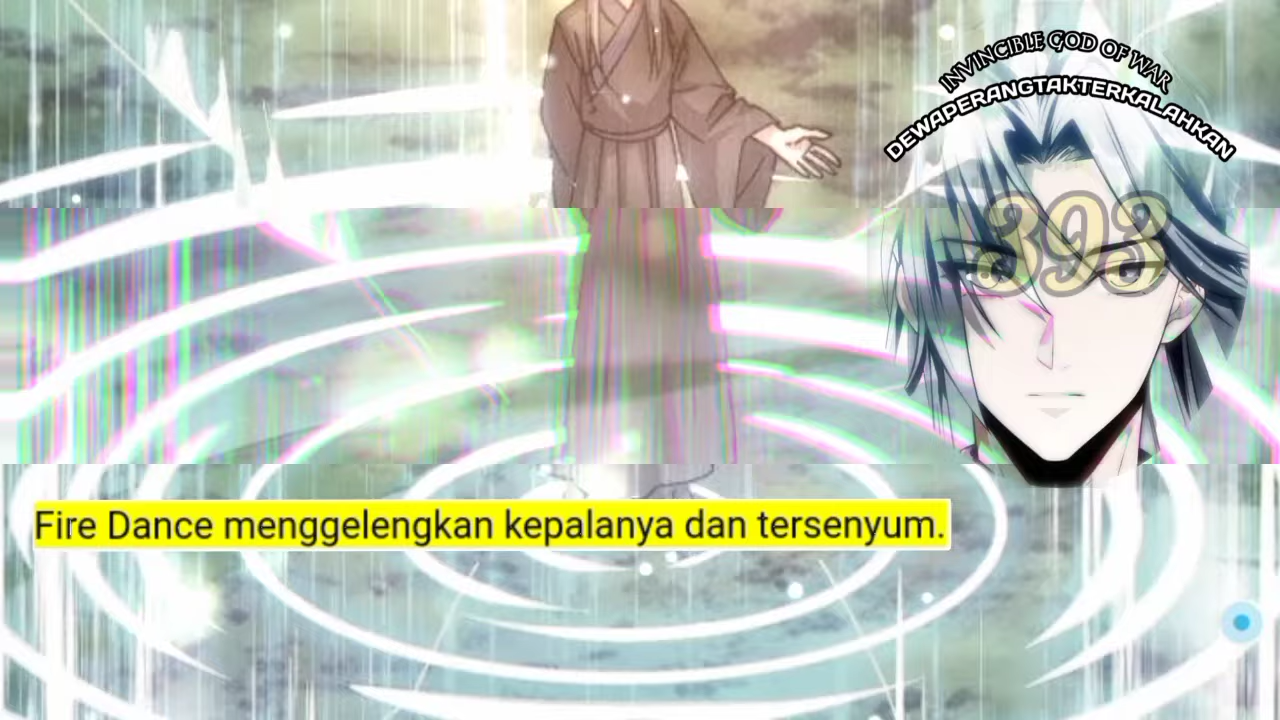 INVINCIBLE GOD OF WAR
DEWAPERANGTAKTERKALAHKAN
393
Fire Dance menggelengkan kepalanya dan tersenyum.